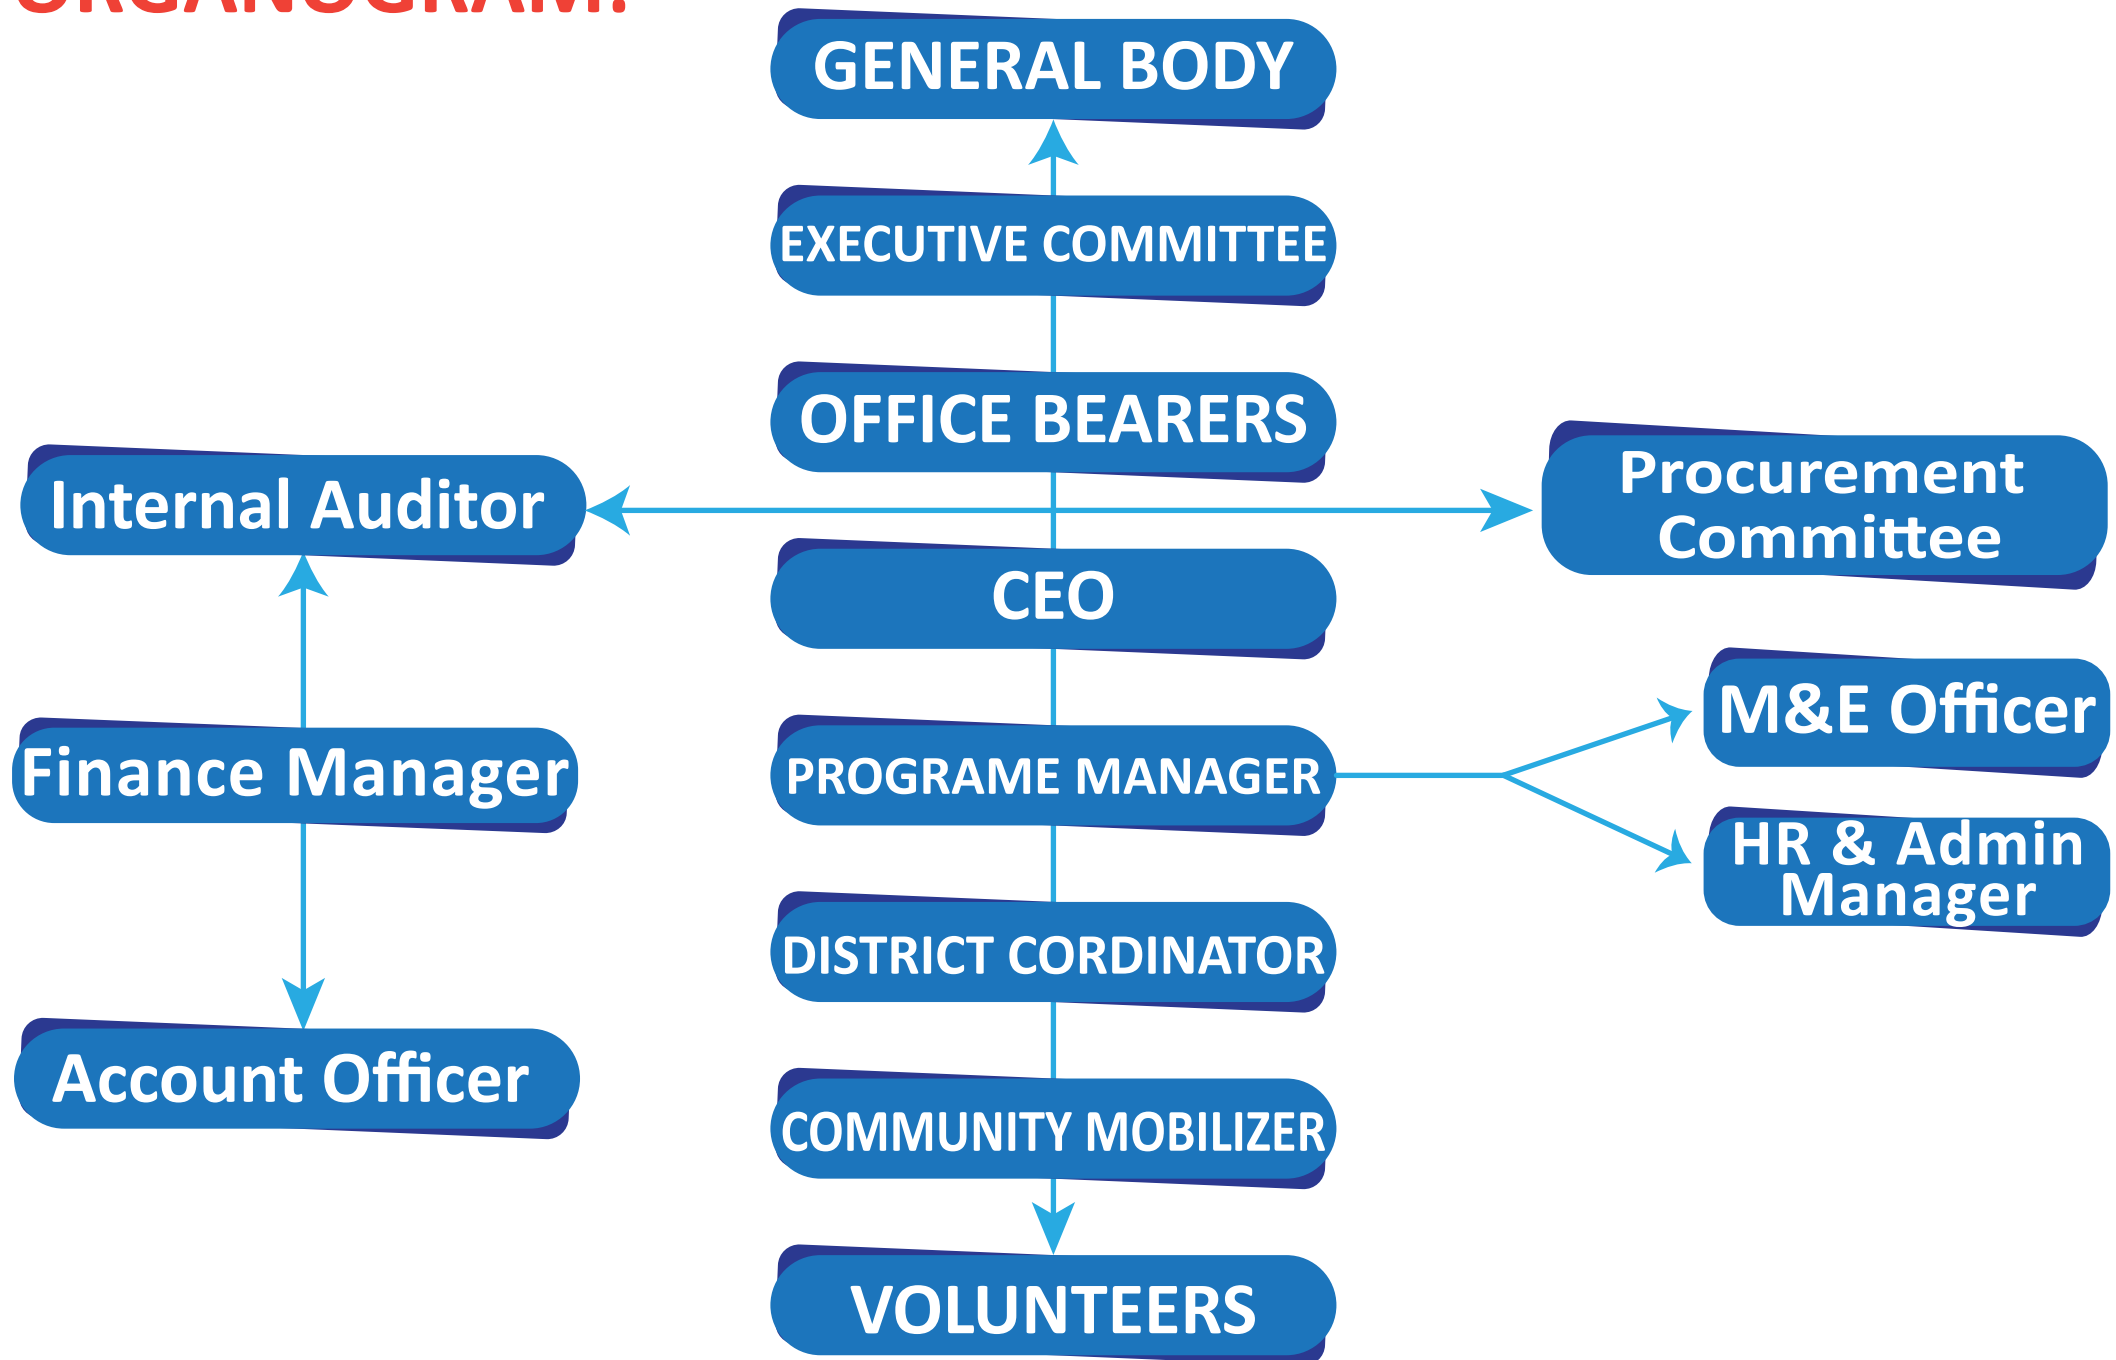 ORGANOGRAM:
GENERAL BODY
EXECUTIVE COMMITTEE
OFFICE BEARERS
Internal Auditor
Procurement
Committee
CEO
M&E Officer
Finance Manager
PROGRAME MANAGER
HR & Admin
Manager
DISTRICT CORDINATOR
Account Officer
COMMUNITY MOBILIZER
VOLUNTEERS